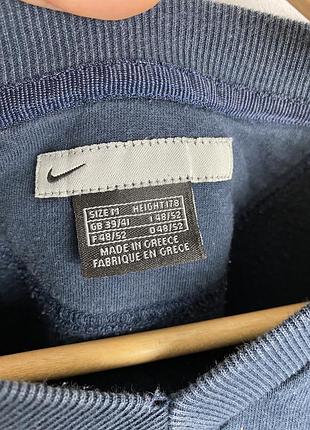 SIZE M HEIGHT 178
GB 39/41 I 48/52
F 48/52 D 48/52
MADE IN GREECE
FABRIQUE EN GRECE